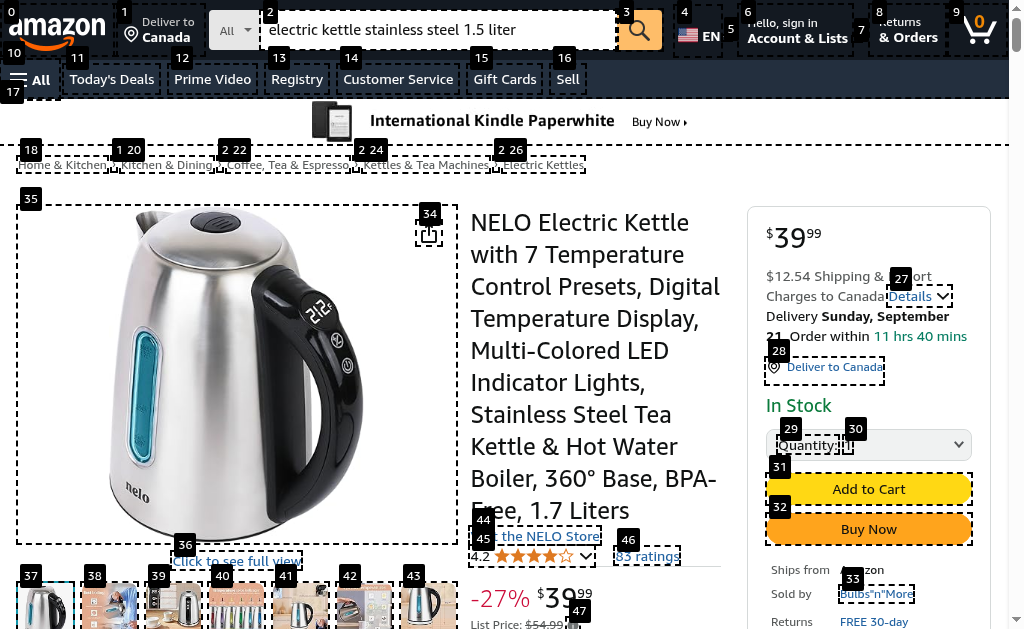 0
1
2
3
4
5
6
7
8
9
amazon
Deliver to
Canada
All
electric kettle stainless steel 1.5 liter
EN
Hello, sign in
Account & Lists
Returns
& Orders
0
10
11
12
13
14
15
16
All
Today's Deals
Prime Video
Registry
Customer Service
Gift Cards
Sell
17
International Kindle Paperwhite
Buy Now
18
1 20
2 22
2 24
2 26
Home & Kitchen › Kitchen & Dining › Coffee, Tea & Espresso › Kettles & Tea Machines › Electric Kettles
35
34
212°F
nelo
36
Click to see full view
37
38
39
40
41
42
43
NELO Electric Kettle
with 7 Temperature
Control Presets, Digital
Temperature Display,
Multi-Colored LED
Indicator Lights,
Stainless Steel Tea
Kettle & Hot Water
Boiler, 360° Base, BPA-
Free, 1.7 Liters
44
the NELO Store
45
46
4.2
83 ratings
-27% $39.99
47
List Price: $54.99
$39.99
$12.54 Shipping &
27
Charges to Canada Details
Delivery Sunday, September
21. Order within 11 hrs 40 mins
28
Deliver to Canada
In Stock
29
30
Quantity: 1
31
Add to Cart
32
Buy Now
Ships from Amazon
33
Sold by Bulbs"n"More
Returns FREE 30-day